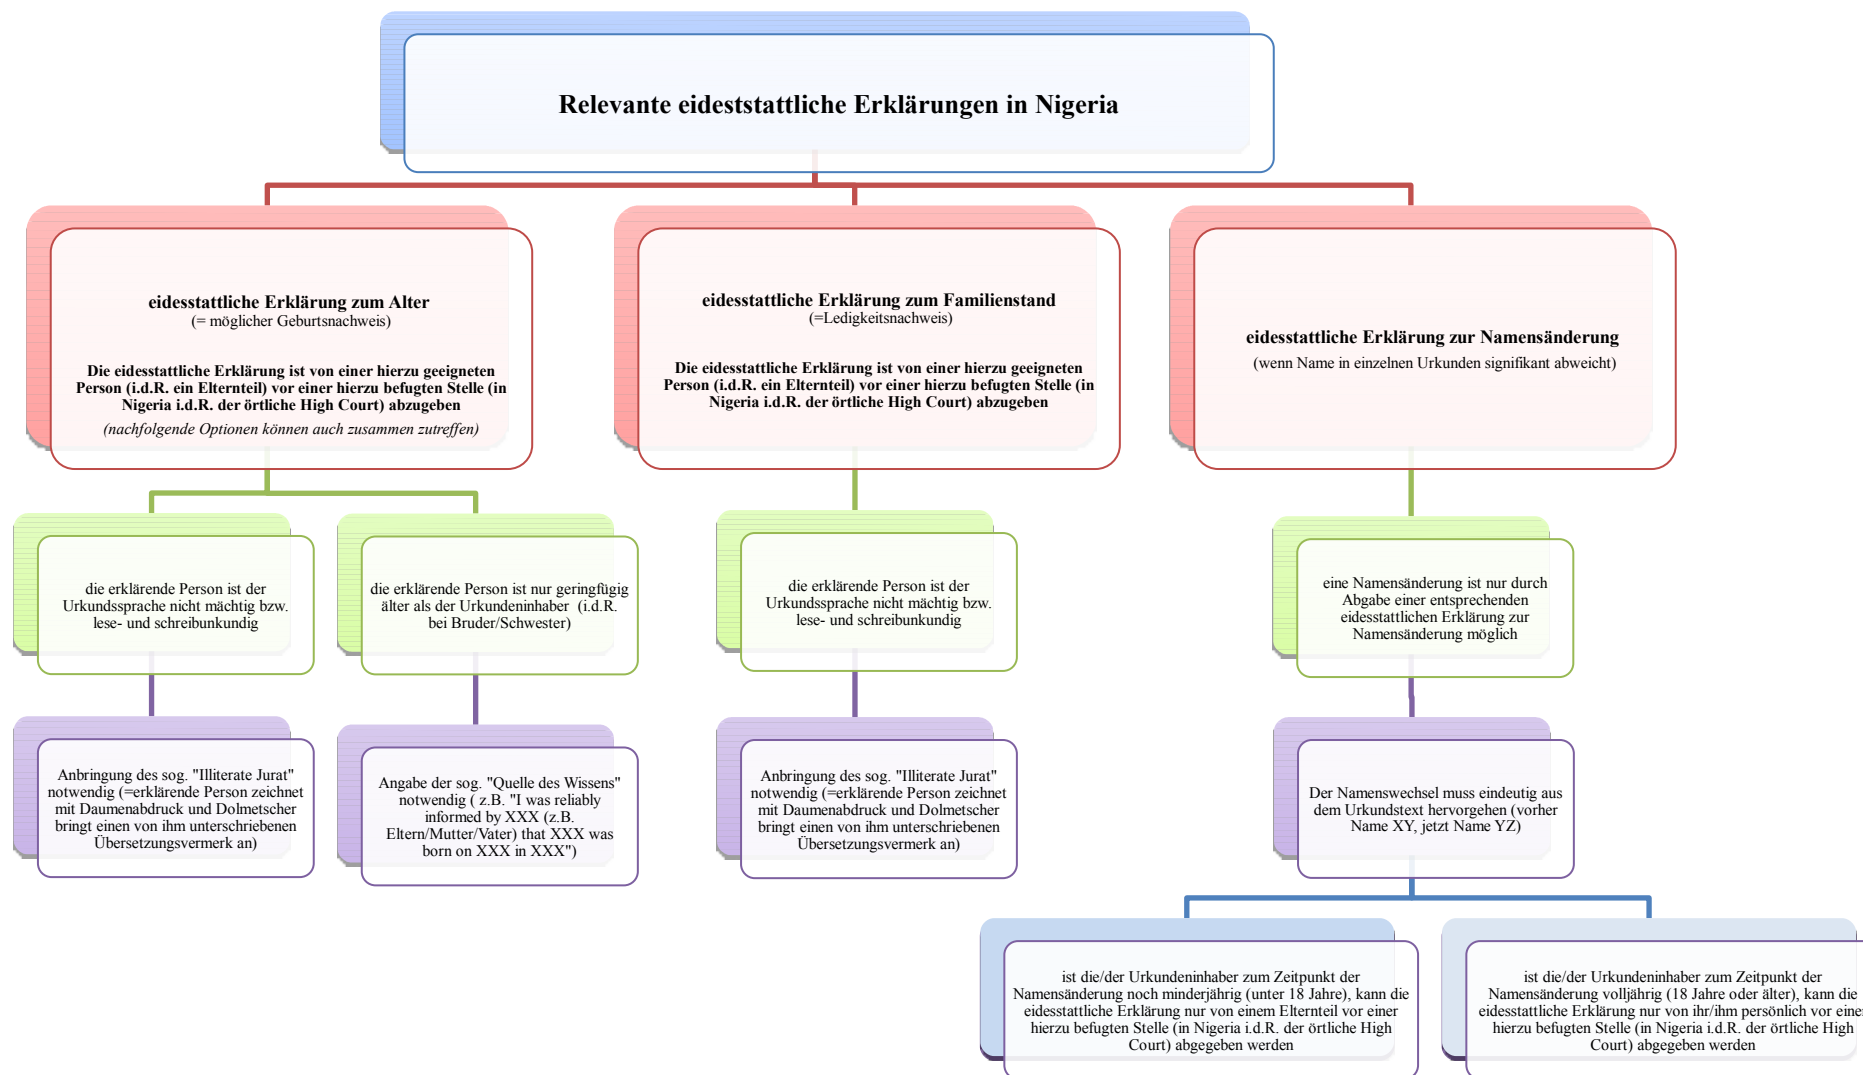 Relevante eideststattliche Erklärungen in Nigeria
eidesstattliche Erklärung zum Alter
(= möglicher Geburtsnachweis)
Die eidesstattliche Erklärung ist von einer hierzu geeigneten
Person (i.d.R. ein Elternteil) vor einer hierzu befugten Stelle (in
Nigeria i.d.R. der örtliche High Court) abzugeben
(nachfolgende Optionen können auch zusammen zutreffen)
eidesstattliche Erklärung zum Familienstand
(=Ledigkeitsnachweis)
Die eidesstattliche Erklärung ist von einer hierzu geeigneten
Person (i.d.R. ein Elternteil) vor einer hierzu befugten Stelle (in
Nigeria i.d.R. der örtliche High Court) abzugeben
eidesstattliche Erklärung zur Namensänderung
(wenn Name in einzelnen Urkunden signifikant abweicht)
die erklärende Person ist der
Urkundssprache nicht mächtig bzw.
lese- und schreibunkundig
die erklärende Person ist nur geringfügig
älter als der Urkundeninhaber (i.d.R.
bei Bruder/Schwester)
die erklärende Person ist der
Urkundssprache nicht mächtig bzw.
lese- und schreibunkundig
eine Namensänderung ist nur durch
Abgabe einer entsprechenden
eidesstattlichen Erklärung zur
Namensänderung möglich
Anbringung des sog. "Illiterate Jurat"
notwendig (=erklärende Person zeichnet
mit Daumenabdruck und Dolmetscher
bringt einen von ihm unterschriebenen
Übersetzungsvermerk an)
Angabe der sog. "Quelle des Wissens"
notwendig ( z.B. "I was reliably
informed by XXX (z.B.
Eltern/Mutter/Vater) that XXX was
born on XXX in XXX")
Anbringung des sog. "Illiterate Jurat"
notwendig (=erklärende Person zeichnet
mit Daumenabdruck und Dolmetscher
bringt einen von ihm unterschriebenen
Übersetzungsvermerk an)
Der Namenswechsel muss eindeutig aus
dem Urkundstext hervorgehen (vorher
Name XY, jetzt Name YZ)
ist die/der Urkundeninhaber zum Zeitpunkt der
Namensänderung noch minderjährig (unter 18 Jahre), kann die
eidesstattliche Erklärung nur von einem Elternteil vor einer
hierzu befugten Stelle (in Nigeria i.d.R. der örtliche High
Court) abgegeben werden
ist die/der Urkundeninhaber zum Zeitpunkt der
Namensänderung volljährig (18 Jahre oder älter), kann die
eidesstattliche Erklärung nur von ihr/ihm persönlich vor einer
hierzu befugten Stelle (in Nigeria i.d.R. der örtliche High
Court) abgegeben werden